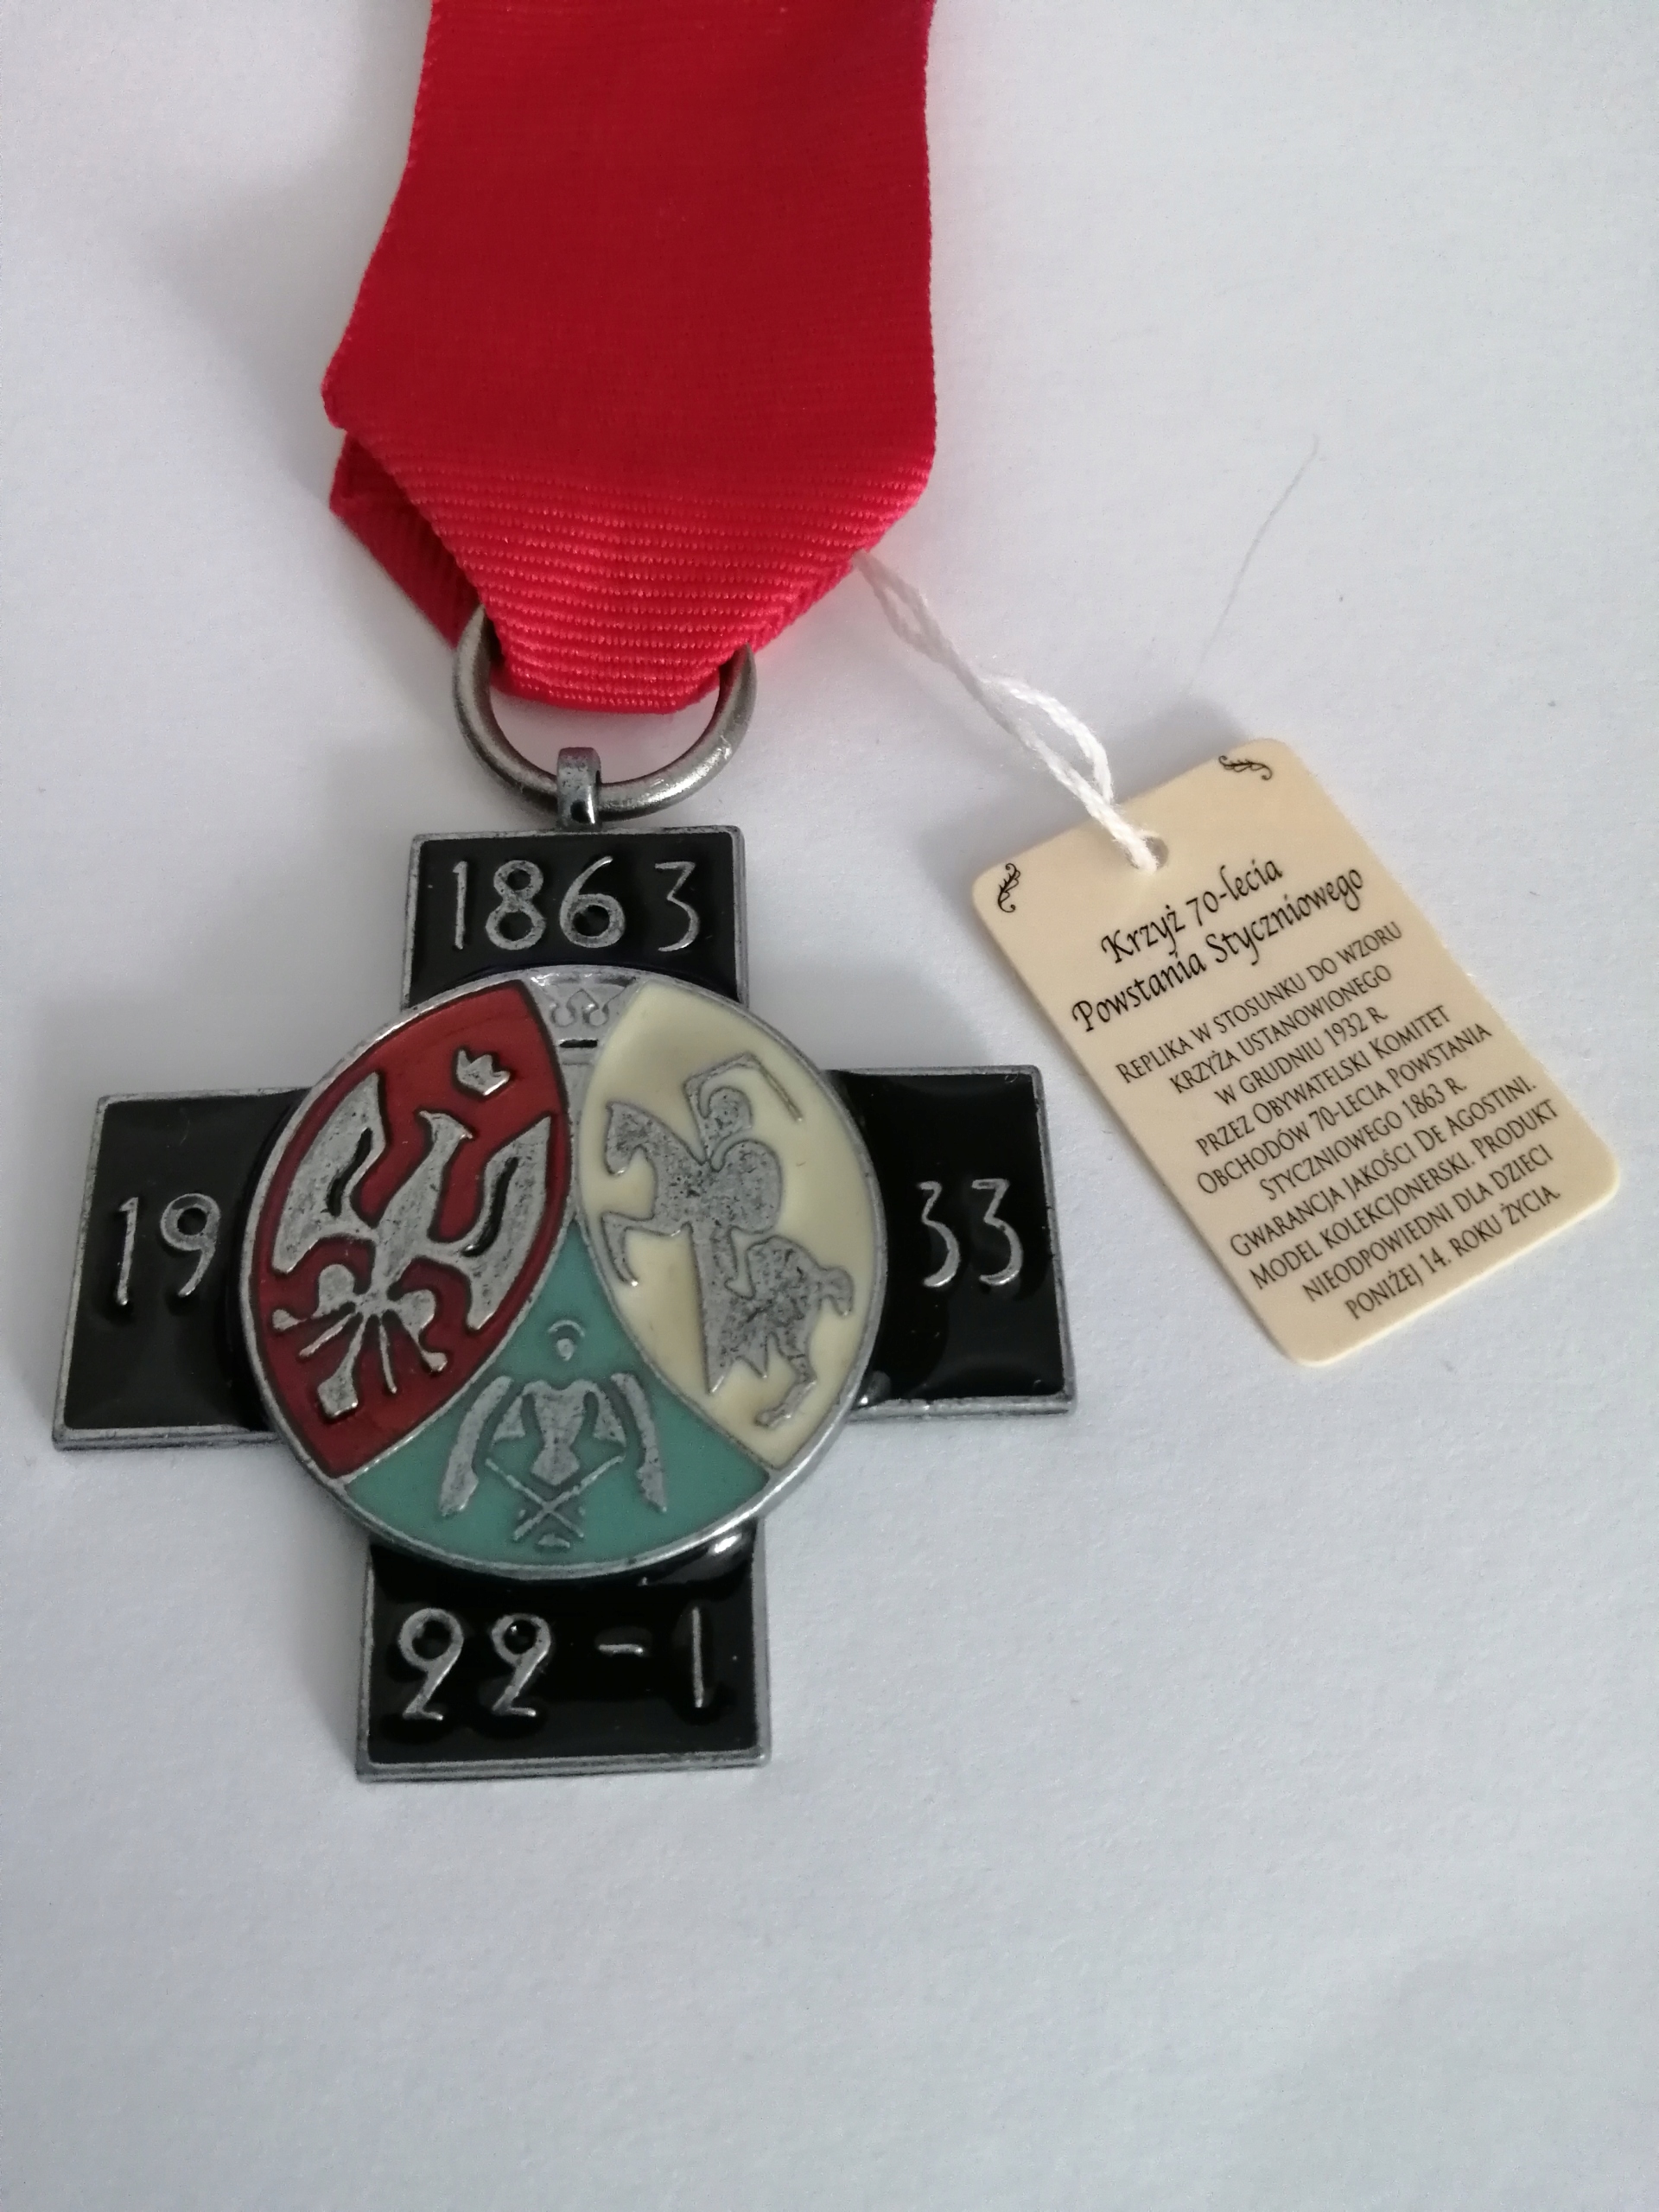 1863
19 33
22-1
Krzyż 70-lecia
Powstania Styczniowego
Replika w stosunku do wzoru
krzyża ustanowionego
w grudniu 1932 r.
przez Obywatelski Komitet
Obchodów 70-lecia Powstania
Styczniowego 1863 r.
Gwarancja jakości De Agostini.
Model kolekcjonerski. Produkt
nieodpowiedni dla dzieci
poniżej 14. roku życia.